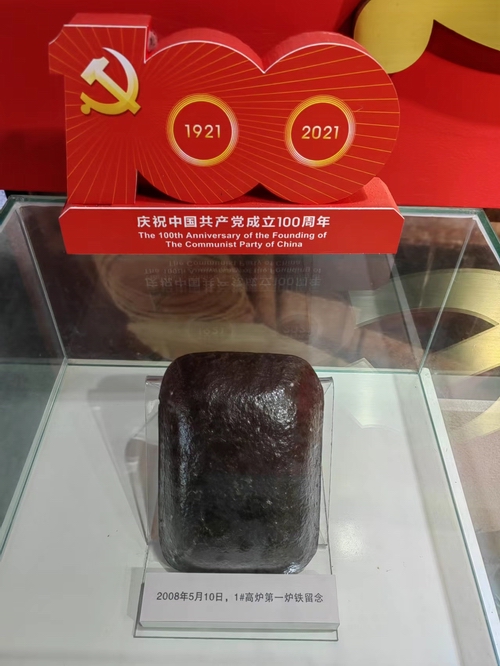 100
1921
2021
庆祝中国共产党成立100周年
The 100th Anniversary of the Founding of
The Communist Party of China
2008年5月10日，1#高炉第一炉铁留念